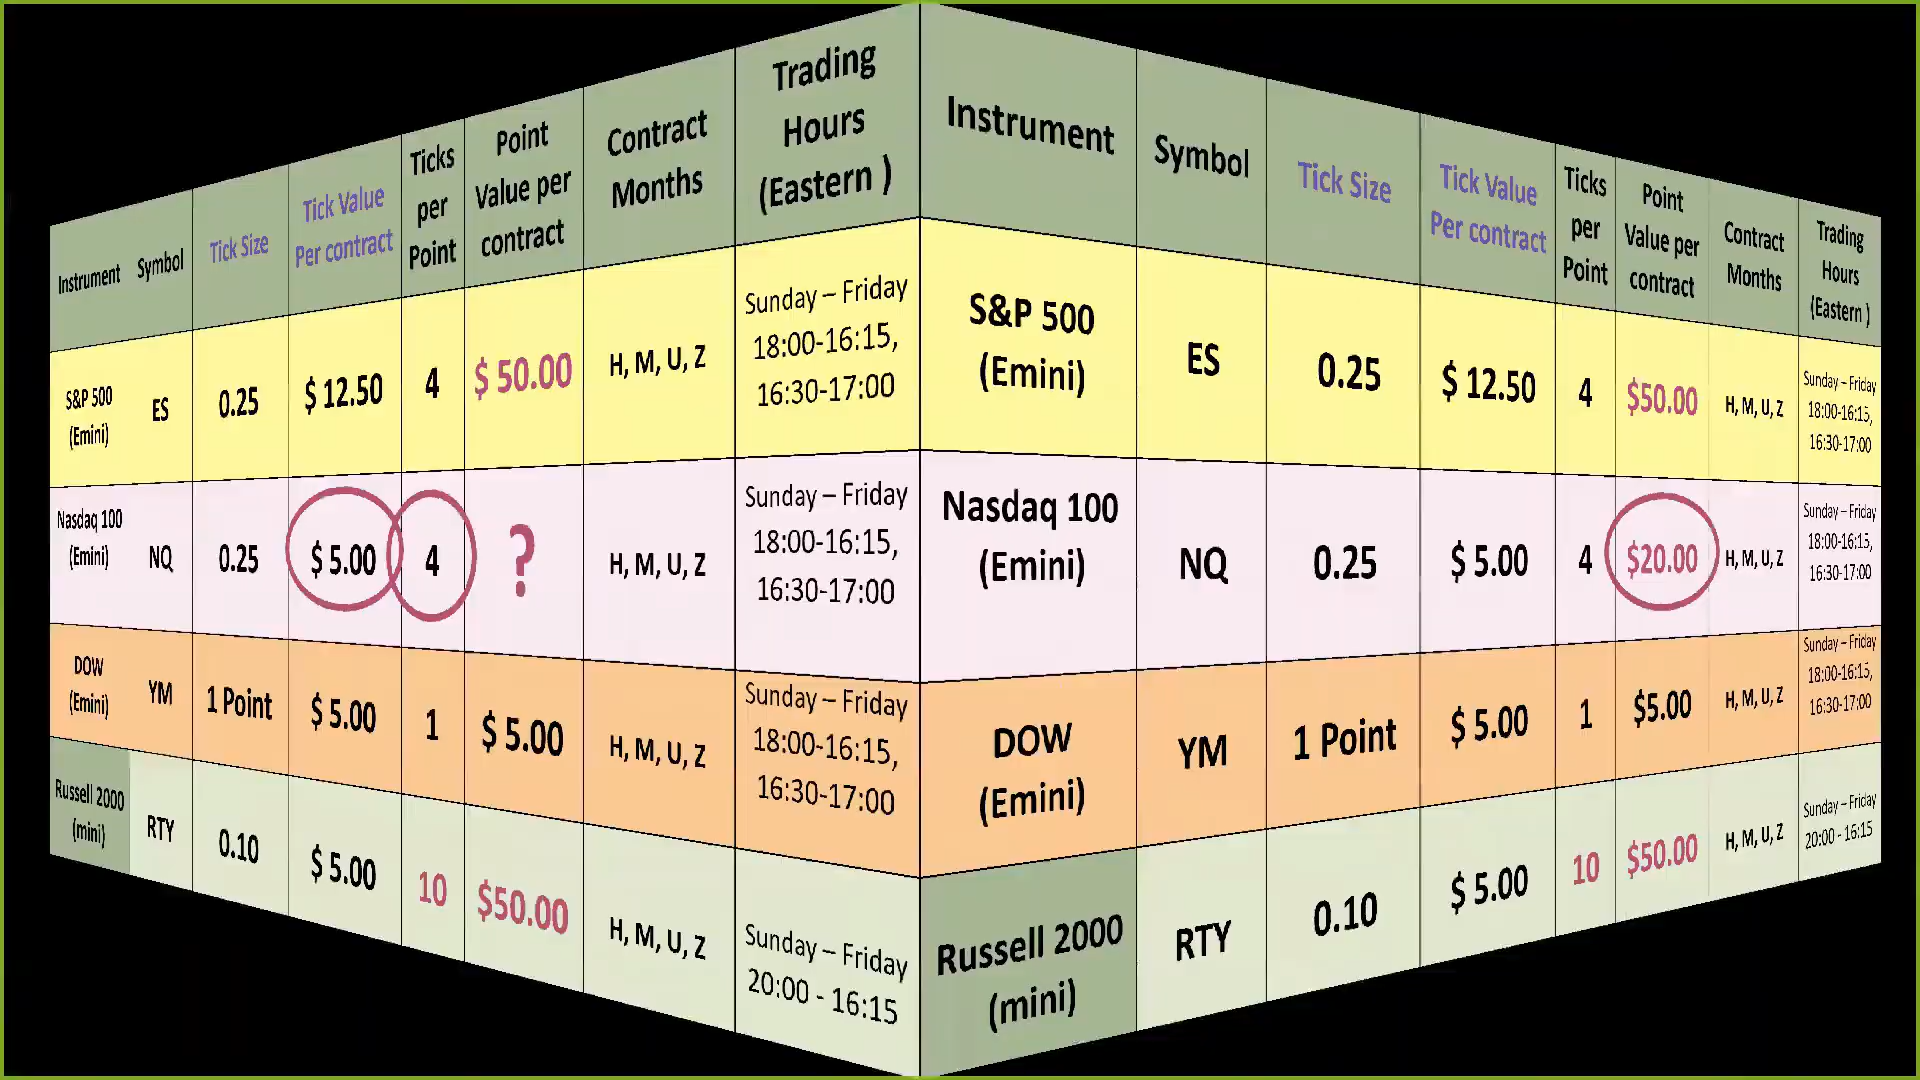 Instrument
Symbol
Tick Size
Tick Value
Per contract
Ticks
per
Point
Point
Value per
contract
Contract
Months
Trading
Hours
(Eastern )
S&P 500
(Emini)
ES
0.25
$ 12.50
4
$ 50.00
H, M, U, Z
Sunday – Friday
18:00-16:15,
16:30-17:00
Nasdaq 100
(Emini)
NQ
0.25
$ 5.00
4
?
H, M, U, Z
Sunday – Friday
18:00-16:15,
16:30-17:00
DOW
(Emini)
YM
1 Point
$ 5.00
1
$ 5.00
H, M, U, Z
Sunday – Friday
18:00-16:15,
16:30-17:00
Russell 2000
(mini)
RTY
0.10
$ 5.00
10
$50.00
H, M, U, Z
Sunday – Friday
20:00 - 16:15
Instrument
Symbol
Tick Size
Tick Value
Per contract
Ticks
per
Point
Point
Value per
contract
Contract
Months
Trading
Hours
(Eastern )
S&P 500
(Emini)
ES
0.25
$ 12.50
4
$50.00
H, M, U, Z
Sunday – Friday
18:00-16:15,
16:30-17:00
Nasdaq 100
(Emini)
NQ
0.25
$ 5.00
4
$20.00
H, M, U, Z
Sunday – Friday
18:00-16:15,
16:30-17:00
DOW
(Emini)
YM
1 Point
$ 5.00
1
$5.00
H, M, U, Z
Sunday – Friday
18:00-16:15,
16:30-17:00
Russell 2000
(mini)
RTY
0.10
$ 5.00
10
$50.00
H, M, U, Z
Sunday – Friday
20:00 - 16:15